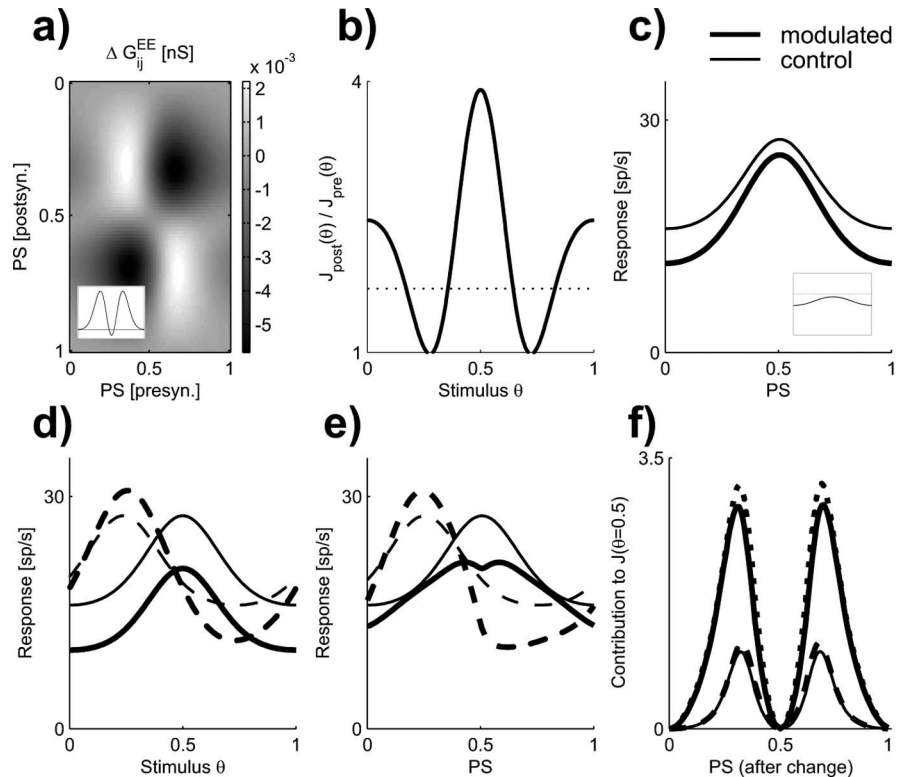 a)
Δ G_ij^EE [nS]
x 10^-3
2
1
0
-1
-2
-3
-4
-5
0
0.5
1
PS [postsyn.]
0 0.5 1
PS [presyn.]
b)
4
1
J_post(θ) / J_pre(θ)
0 0.5 1
Stimulus θ
c)
modulated
control
30
0
Response [sp/s]
0 0.5 1
PS
d)
30
0
Response [sp/s]
0 0.5 1
Stimulus θ
e)
30
0
Response [sp/s]
0 0.5 1
PS
f)
3.5
0
Contribution to J(θ=0.5)
0 0.5 1
PS (after change)